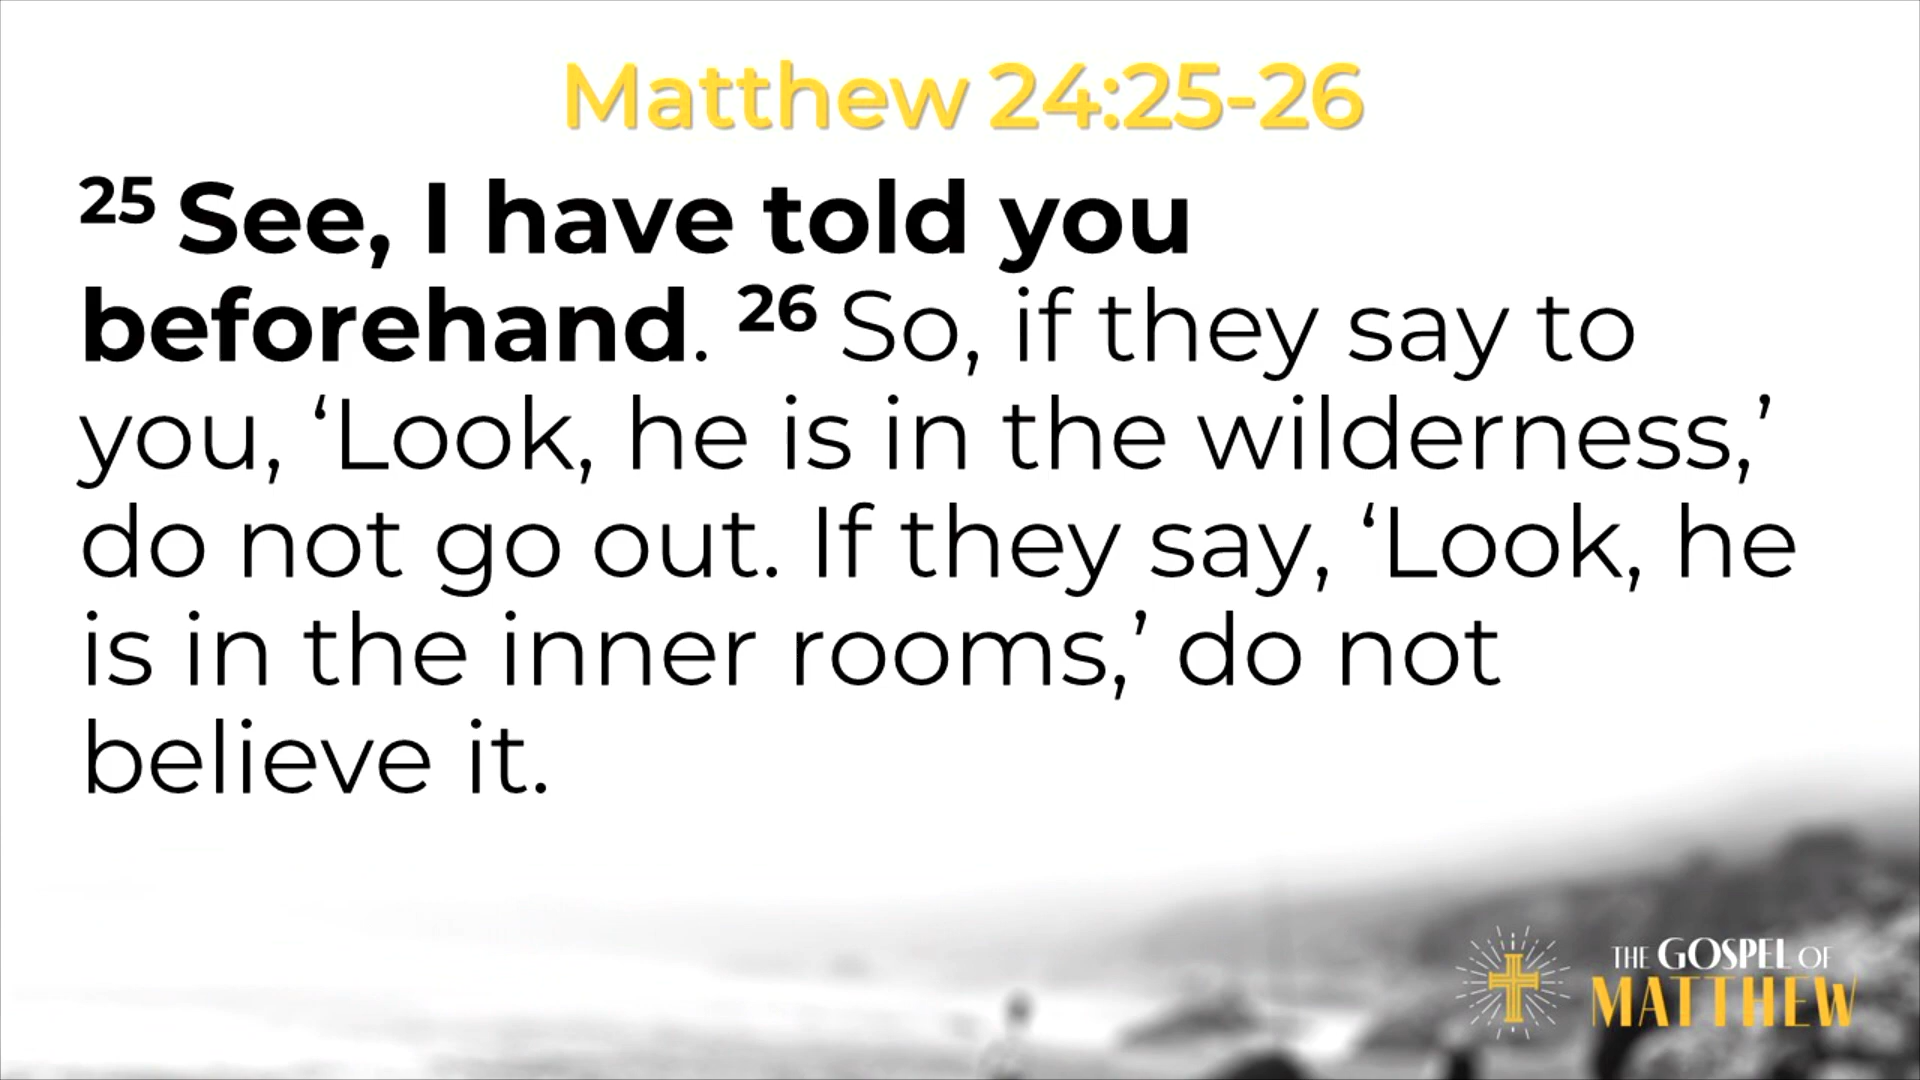 Matthew 24:25-26
25 See, I have told you
beforehand. 26 So, if they say to
you, ‘Look, he is in the wilderness,’
do not go out. If they say, ‘Look, he
is in the inner rooms,’ do not
believe it.
THE GOSPEL OF
MATTHEW